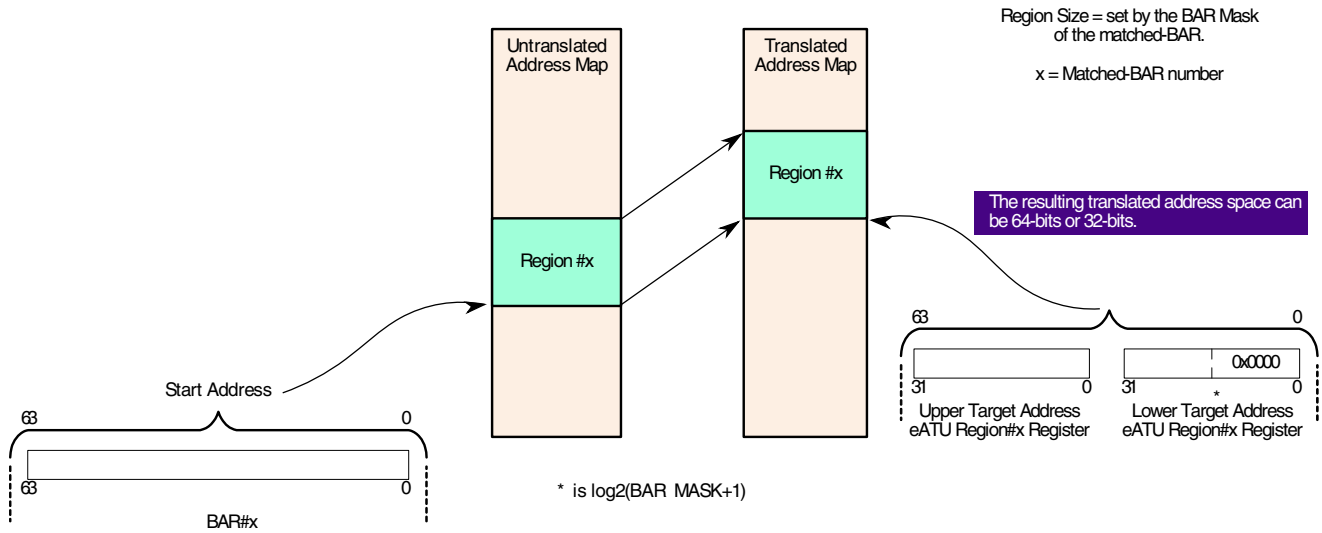 Region Size = set by the BAR Mask
of the matched-BAR.
x = Matched-BAR number
Untranslated
Address Map
Translated
Address Map
Region #x
Region #x
The resulting translated address space can
be 64-bits or 32-bits.
63 0
0x0000
31 0 31 0
*
Upper Target Address
eATU Region#x Register
Lower Target Address
eATU Region#x Register
Start Address
63 0
63 0
BAR#x
* is log2(BAR MASK+1)